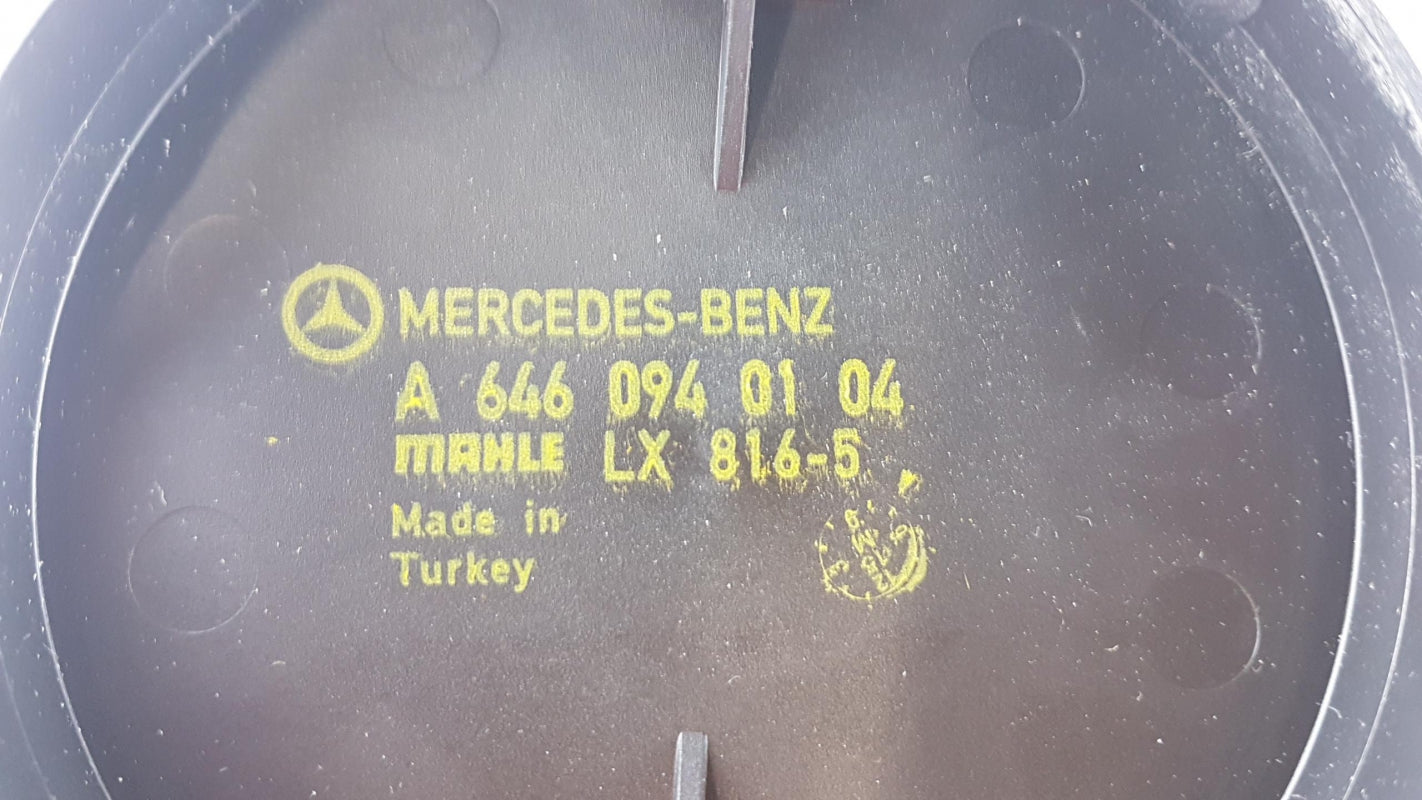 MERCEDES-BENZ
A 646 094 01 04
MAHLE LX 816-5
Made in
Turkey